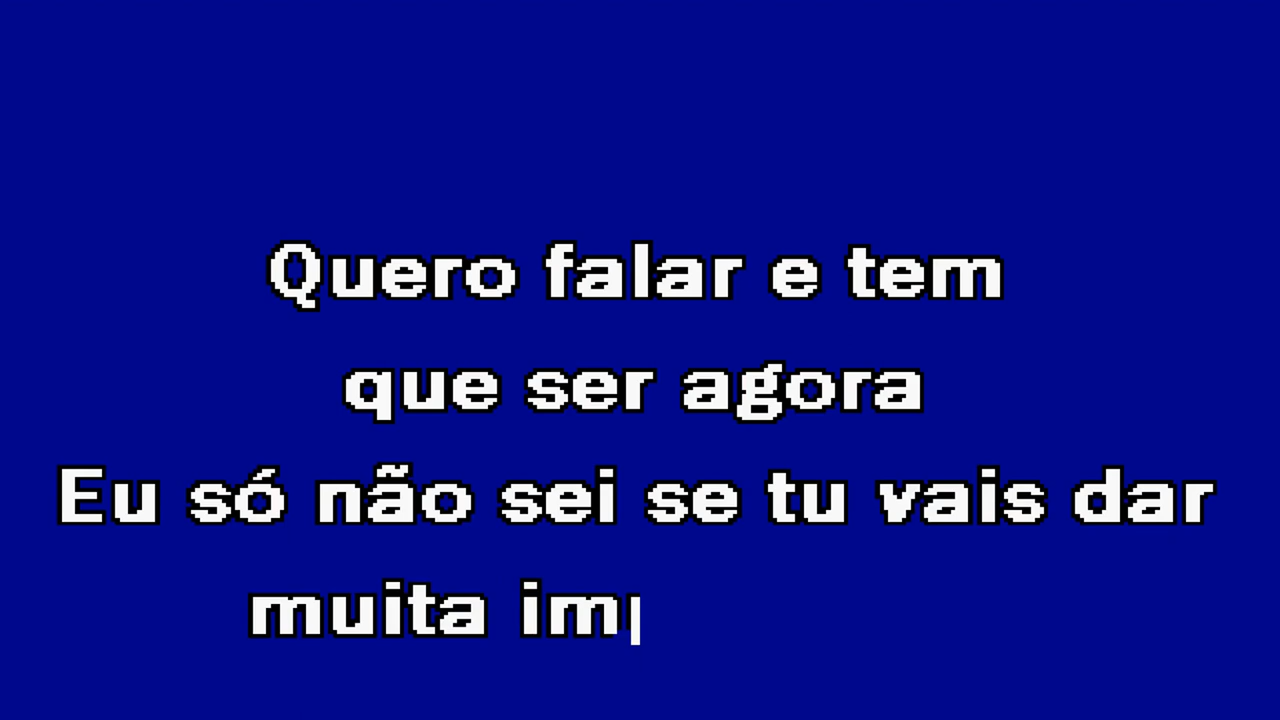 Quero falar e tem
que ser agora
Eu só não sei se tu vais dar
muita im